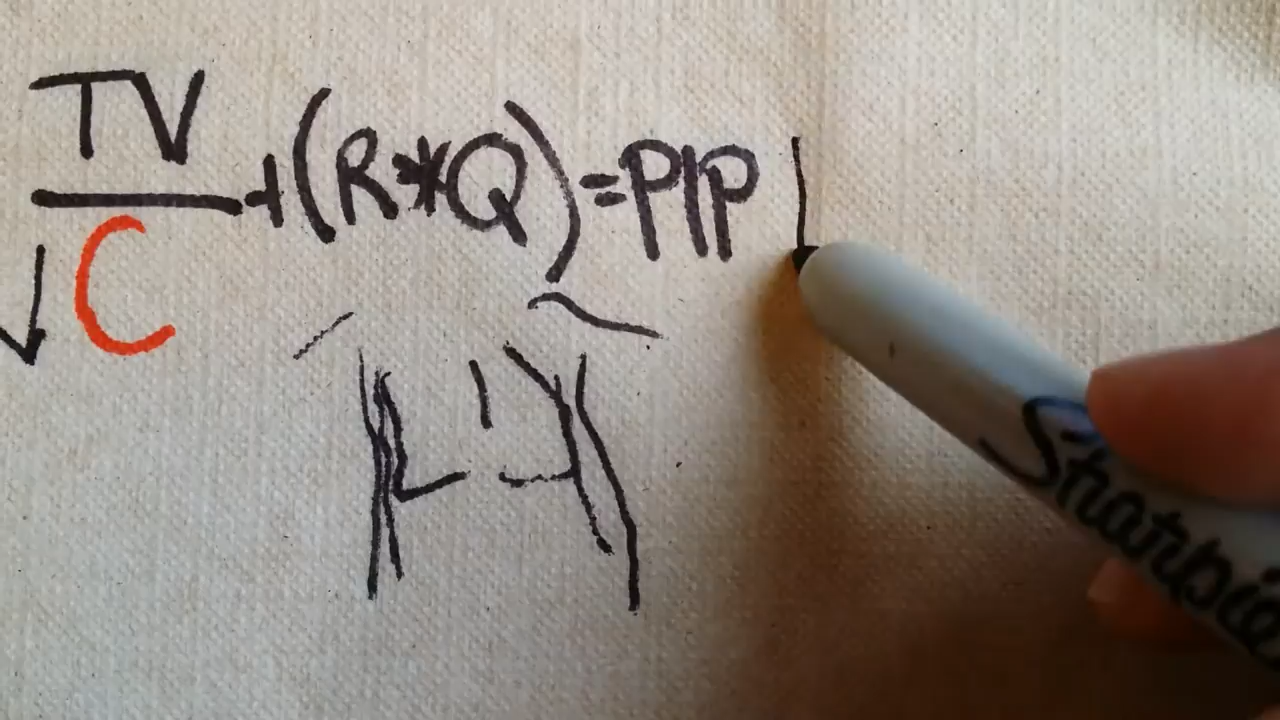 TV + (R*Q) = PIP
C
Sharpie